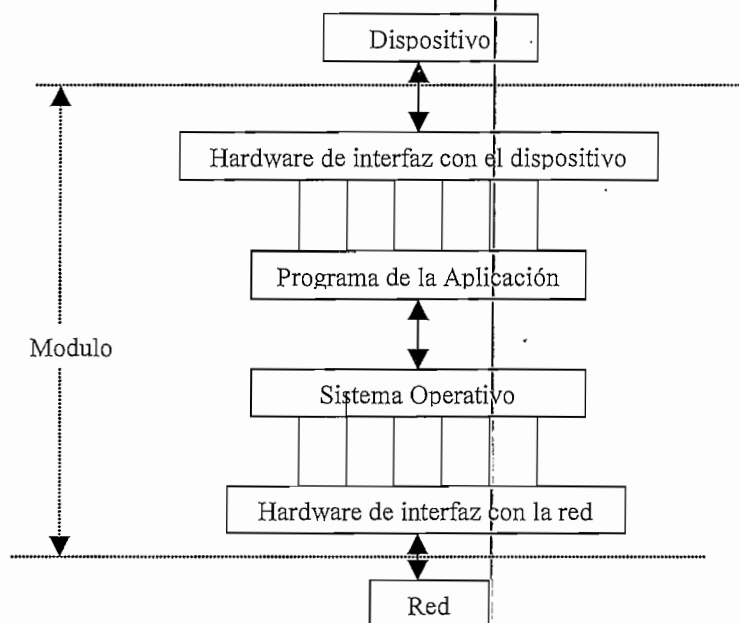 Dispositivo
Hardware de interfaz con el dispositivo
Programa de la Aplicación
Modulo
Sistema Operativo
Hardware de interfaz con la red
Red